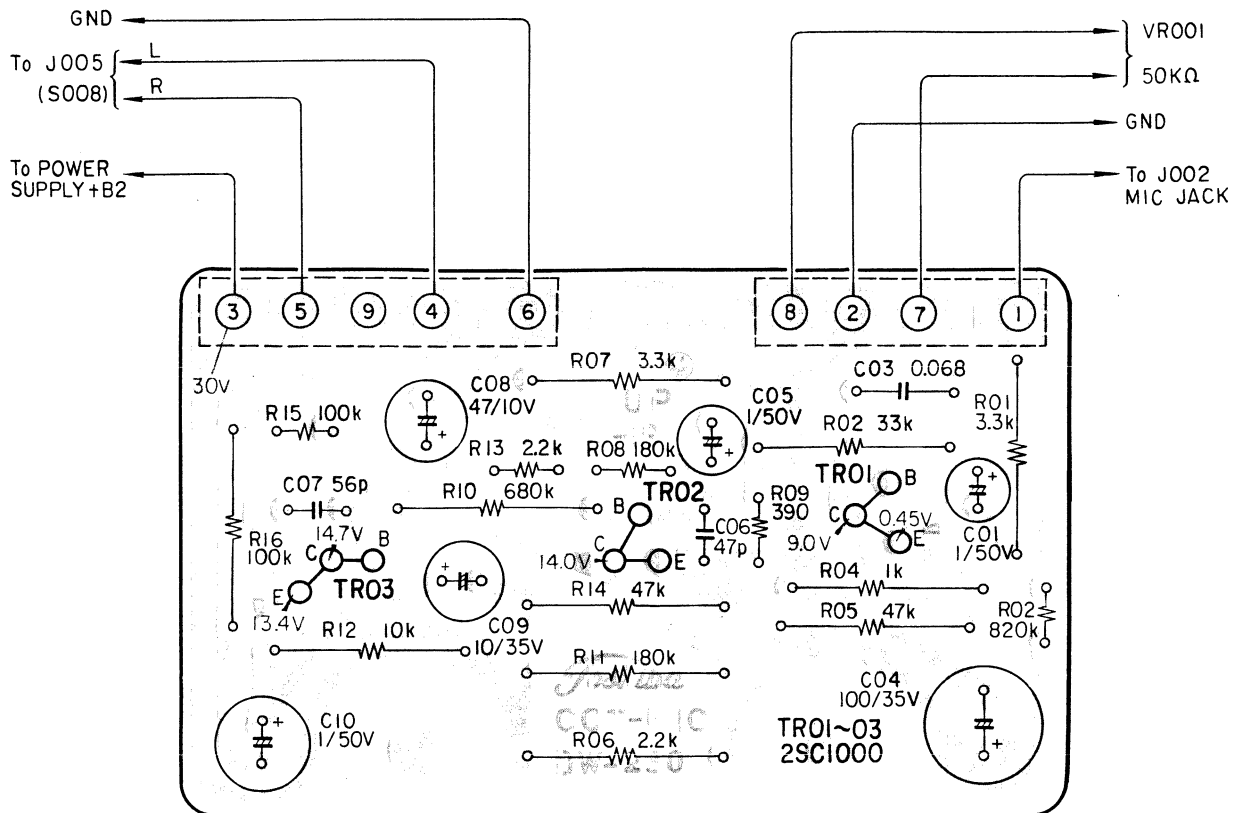 GND
To J005
(S008)
L
R
To POWER
SUPPLY +B2
VR001
50KΩ
GND
To J002
MIC JACK
3
5
9
4
6
8
2
7
1
30V
R07 3.3k
C03 0.068
C08
47/10V
C05
1/50V
R01
3.3k
R15 100k
R02 33k
R13 2.2k
R08 180k
TR01
B
C07 56p
R10 680k
TR02
B
R09
390
C
0.45V
E
9.0V
C01
1/50V
R16
100k
14.7V
C
B
TR03
E
13.4V
C06
47p
14.0V
C
E
R04 1k
R14 47k
R05 47k
R02
820k
R12 10k
C09
10/35V
R11 180k
C04
100/35V
C10
1/50V
R06 2.2k
TR01~03
2SC1000